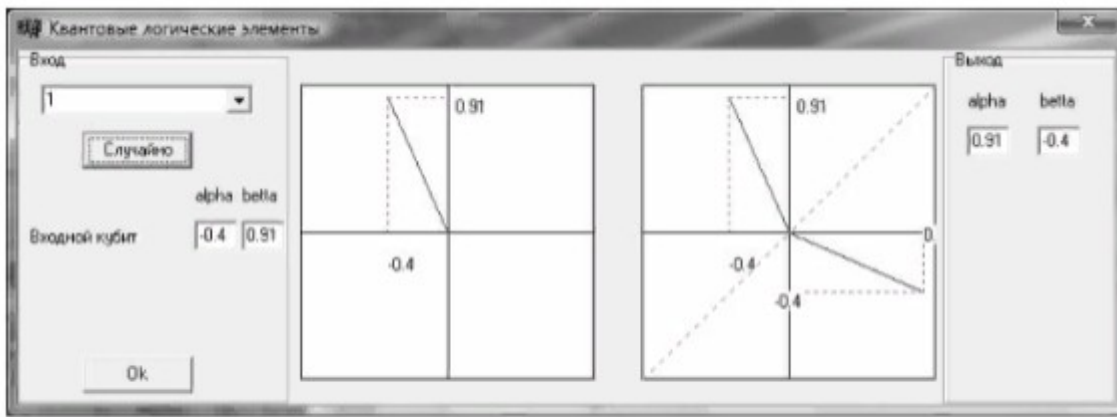 Квантовые логические элементы
Вход
1
Случайно
alpha betta
Входной кубит -0.4 0.91
Ok
0.91
-0.4
0.91
0.
-0.4
-0.4
Выход
alpha betta
0.91 -0.4